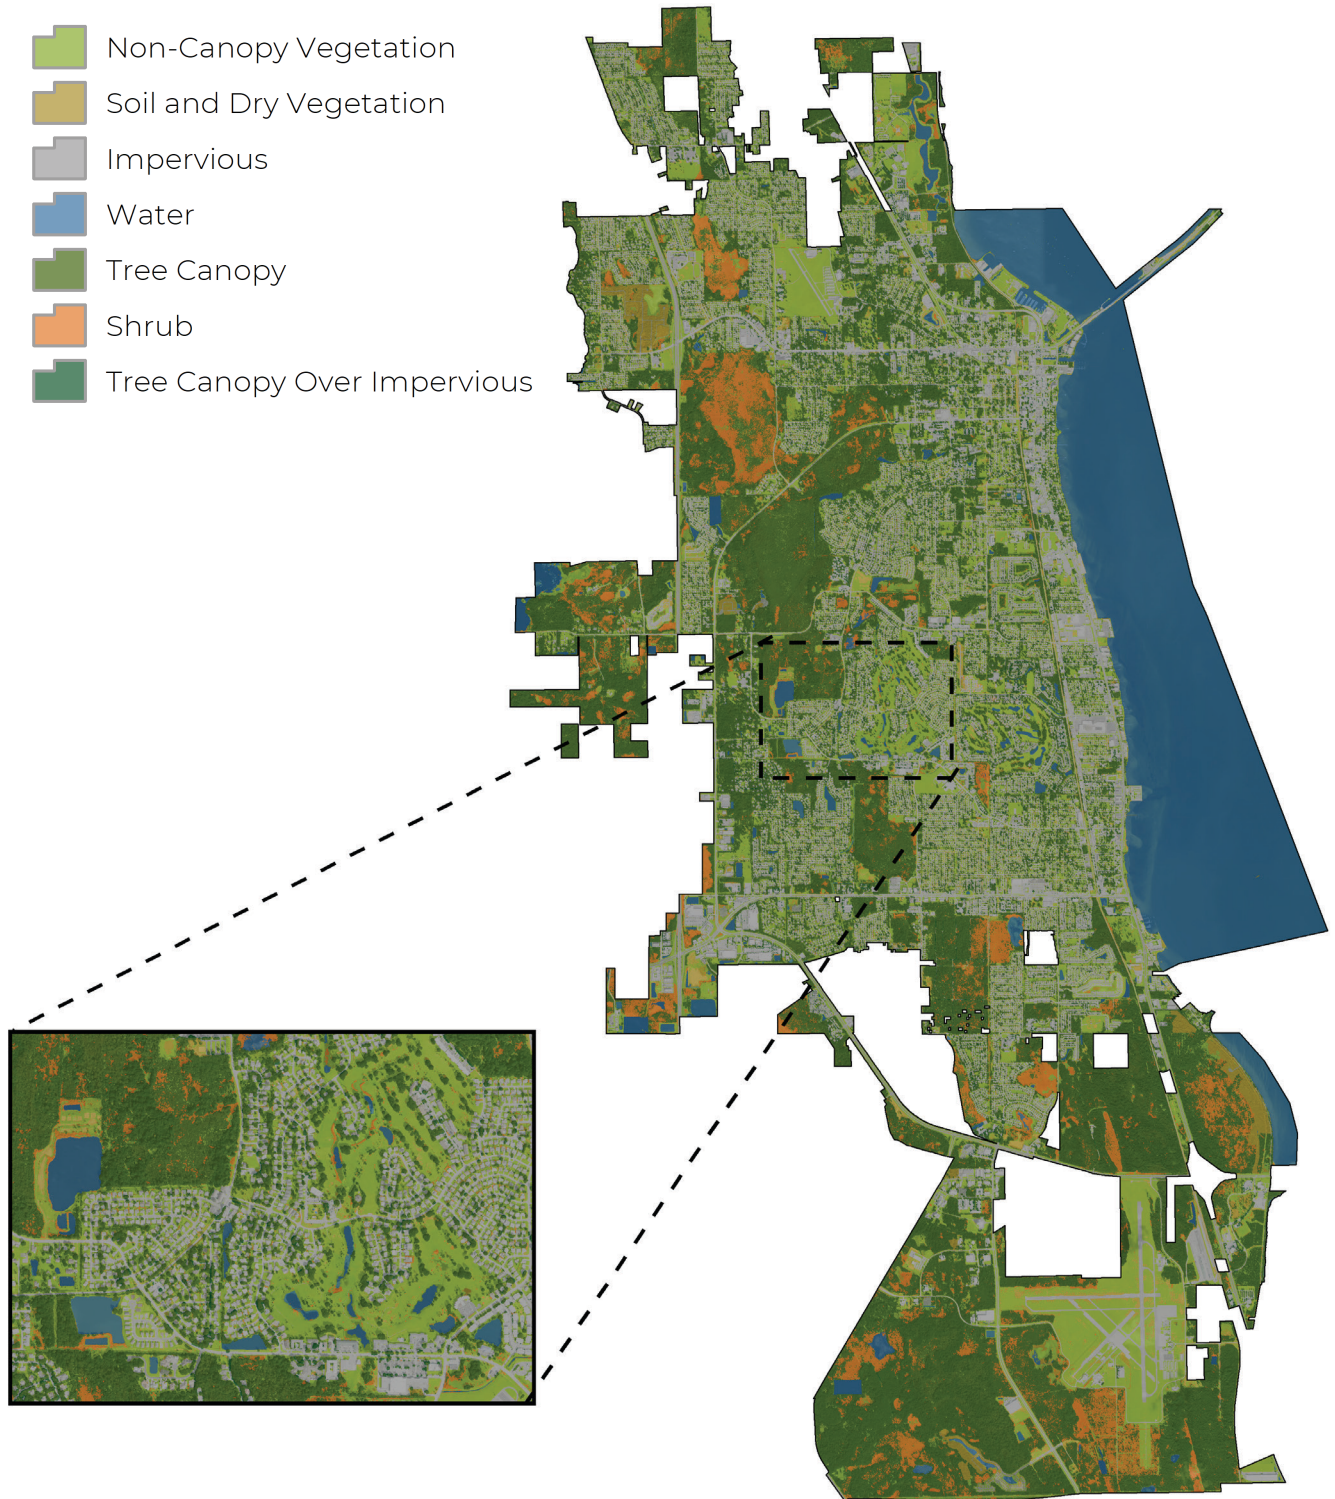 Non-Canopy Vegetation
Soil and Dry Vegetation
Impervious
Water
Tree Canopy
Shrub
Tree Canopy Over Impervious